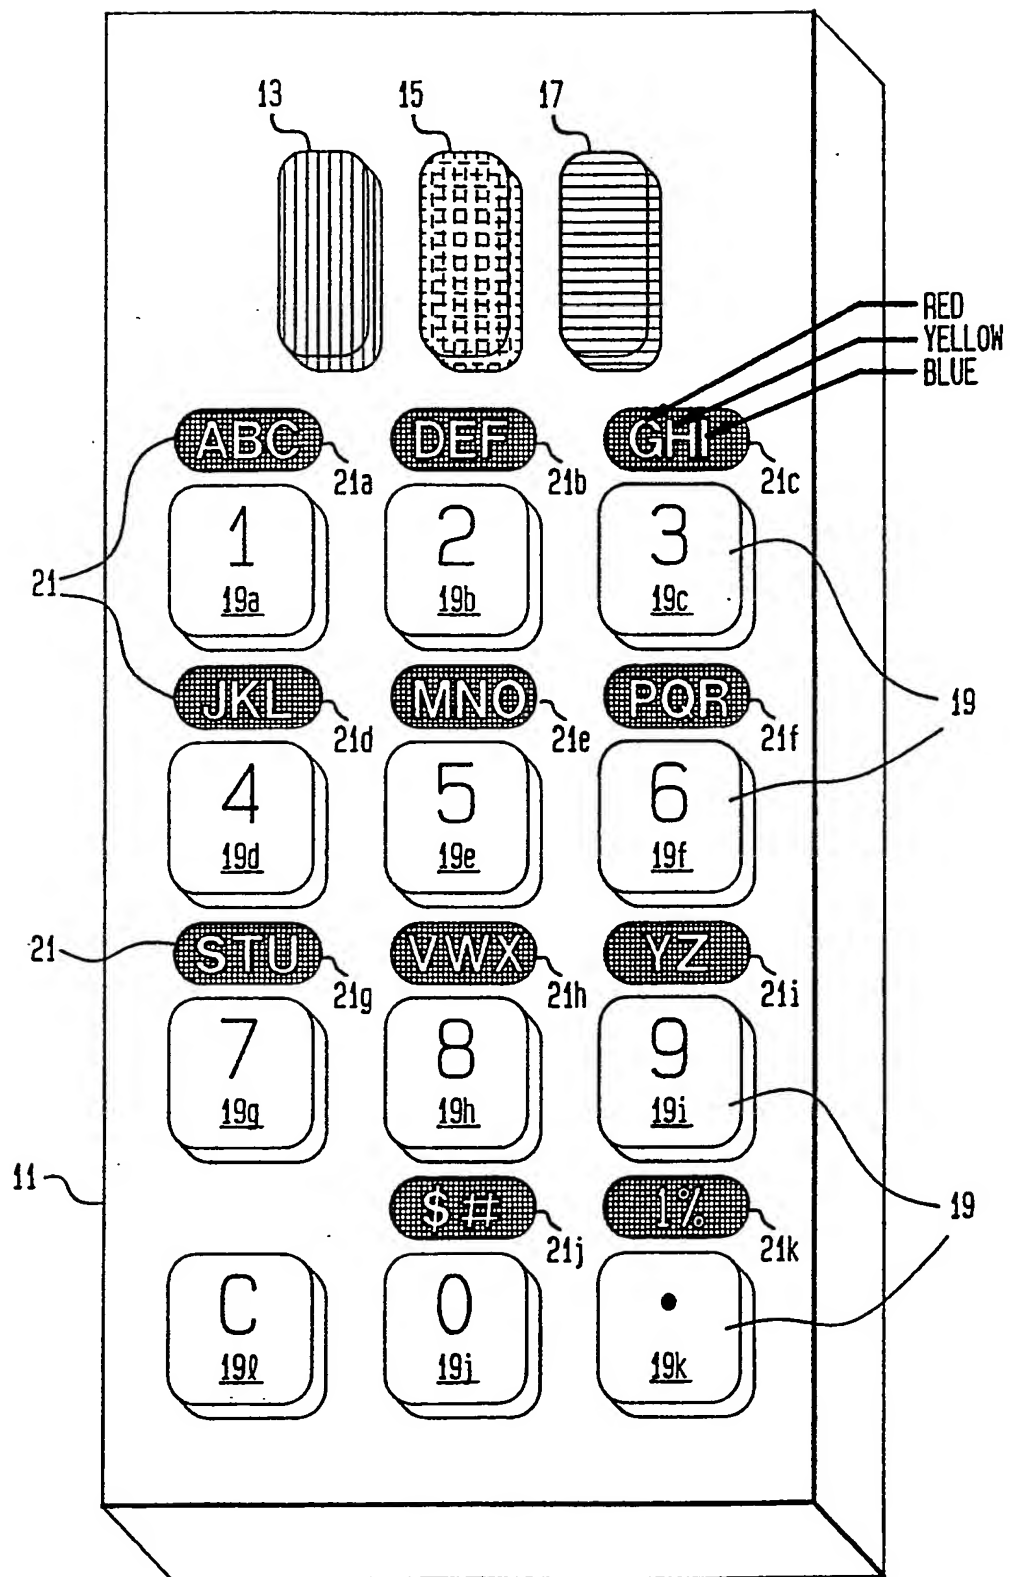 13 15 17
RED
YELLOW
BLUE
ABC DEF GHI
21a 21b 21c
1 2 3
21
19a 19b 19c
JKL MNO PQR
19
21d 21e 21f
4 5 6
19d 19e 19f
STU VWX YZ
21
21g 21h 21i
7 8 9
19g 19h 19i
11
$ # 1%
19
21j 21k
C 0 •
19l 19j 19k